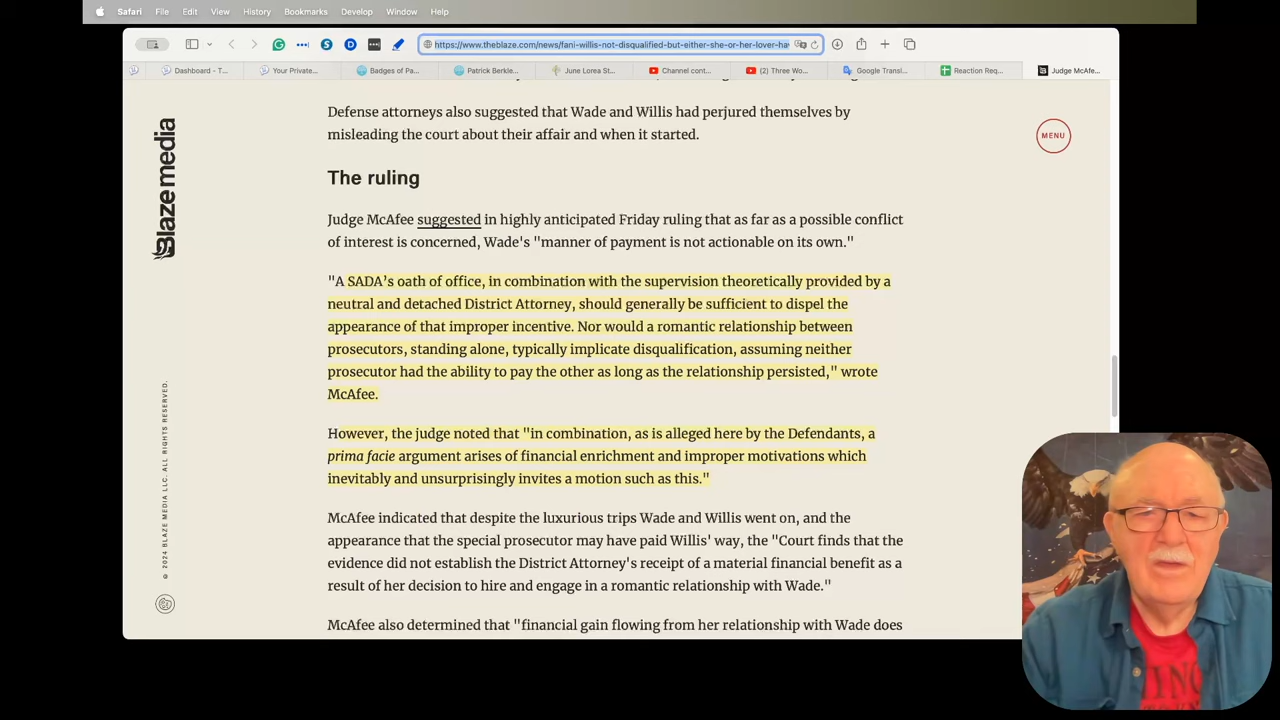 Safari File Edit View History Bookmarks Develop Window Help
https://www.theblaze.com/news/fani-willis-not-disqualified-but-either-she-or-her-lover-ha
Dashboard - T... Your Private... Badges of Pa... Patrick Berkle... June Lorea St... Channel cont... (2) Three Wo... Google Transl... Reaction Req... Judge McAfe...
Defense attorneys also suggested that Wade and Willis had perjured themselves by
misleading the court about their affair and when it started.
MENU
Blaze media
The ruling
Judge McAfee suggested in highly anticipated Friday ruling that as far as a possible conflict
of interest is concerned, Wade's "manner of payment is not actionable on its own."
"A SADA’s oath of office, in combination with the supervision theoretically provided by a
neutral and detached District Attorney, should generally be sufficient to dispel the
appearance of that improper incentive. Nor would a romantic relationship between
prosecutors, standing alone, typically implicate disqualification, assuming neither
prosecutor had the ability to pay the other as long as the relationship persisted," wrote
McAfee.
However, the judge noted that "in combination, as is alleged here by the Defendants, a
prima facie argument arises of financial enrichment and improper motivations which
inevitably and unsurprisingly invites a motion such as this."
McAfee indicated that despite the luxurious trips Wade and Willis went on, and the
appearance that the special prosecutor may have paid Willis' way, the "Court finds that the
evidence did not establish the District Attorney's receipt of a material financial benefit as a
result of her decision to hire and engage in a romantic relationship with Wade."
McAfee also determined that "financial gain flowing from her relationship with Wade does
© 2024 BLAZE MEDIA LLC. ALL RIGHTS RESERVED.